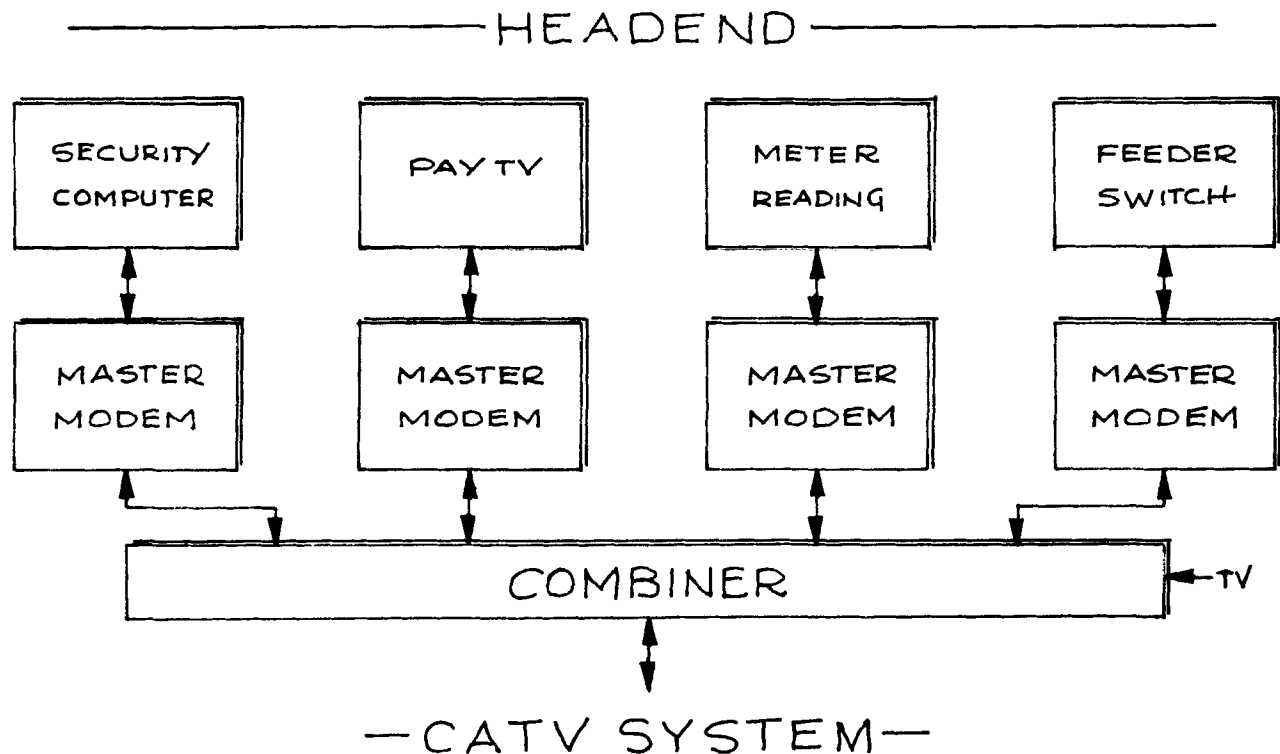 HEADEND
SECURITY
COMPUTER
PAY TV
METER
READING
FEEDER
SWITCH
MASTER
MODEM
MASTER
MODEM
MASTER
MODEM
MASTER
MODEM
COMBINER
TV
CATV SYSTEM